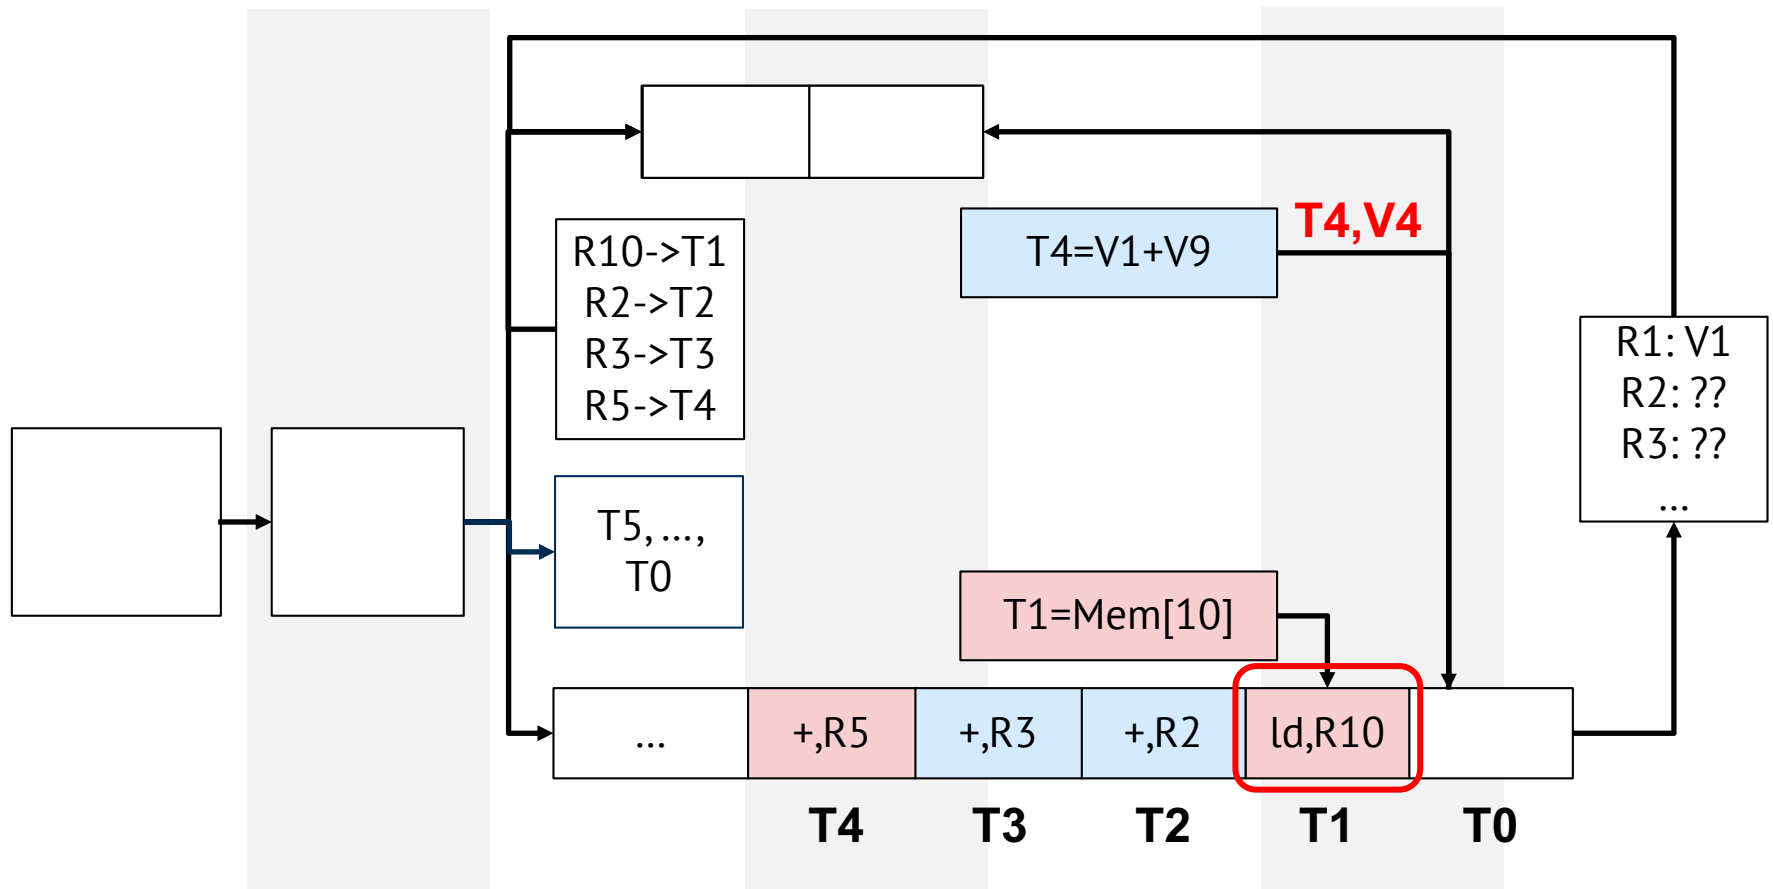 T4=V1+V9
T4,V4
R10->T1
R2->T2
R3->T3
R5->T4
R1: V1
R2: ??
R3: ??
...
T5, ...,
T0
T1=Mem[10]
... +,R5 +,R3 +,R2 ld,R10
T4 T3 T2 T1 T0